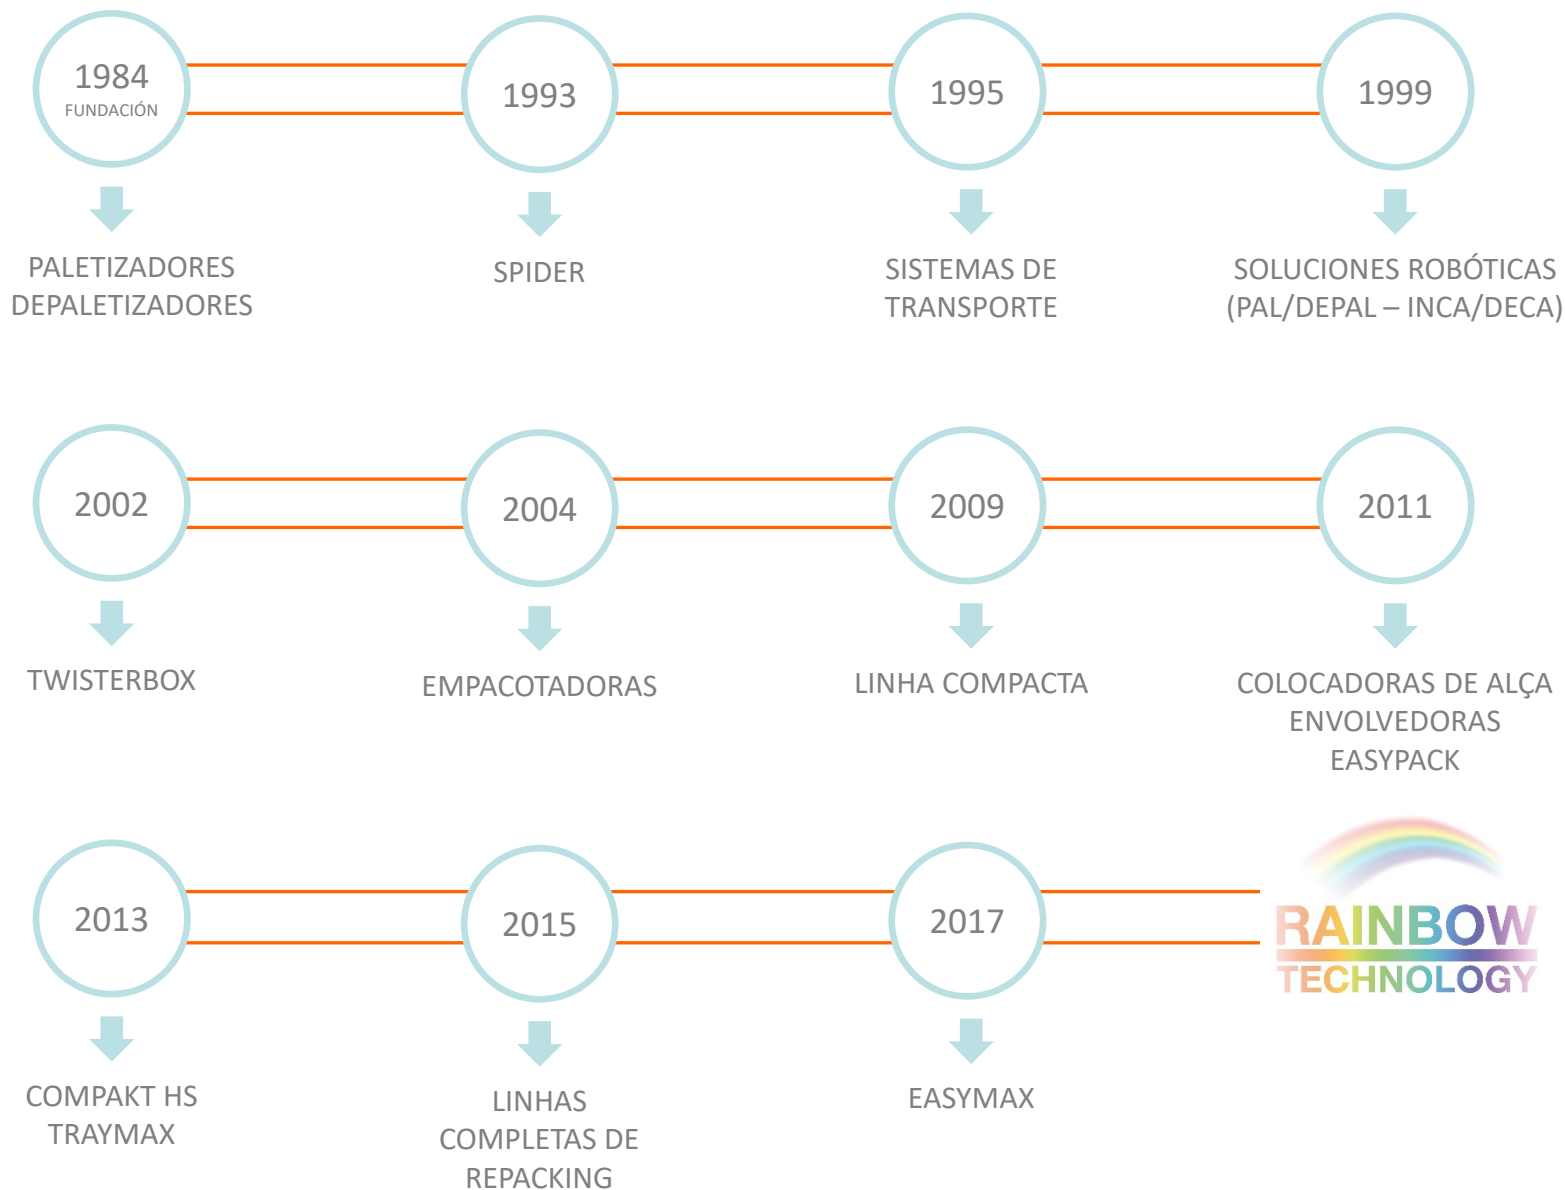 1984
FUNDACIÓN
PALETIZADORES
DEPALETIZADORES
1993
SPIDER
1995
SISTEMAS DE
TRANSPORTE
1999
SOLUCIONES ROBÓTICAS
(PAL/DEPAL – INCA/DECA)
2002
TWISTERBOX
2004
EMPACOTADORAS
2009
LINHA COMPACTA
2011
COLOCADORAS DE ALÇA
ENVOLVEDORAS
EASYPACK
2013
COMPAKT HS
TRAYMAX
2015
LINHAS
COMPLETAS DE
REPACKING
2017
EASYMAX
RAINBOW
TECHNOLOGY